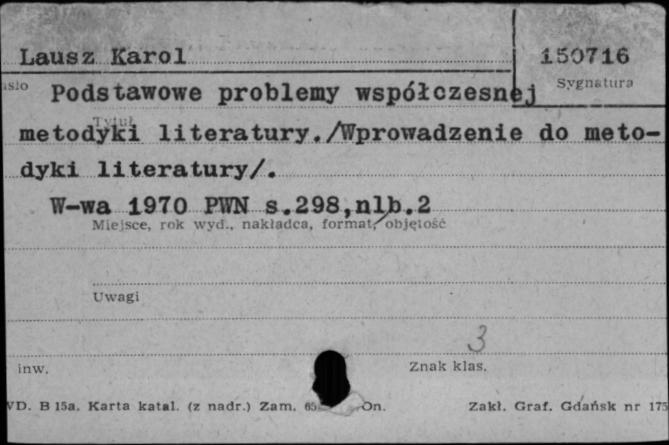 Lausz Karol
150716
Sygnatura
Podstawowe problemy współczesnej
Tytuł
metodyki literatury./Wprowadzenie do meto-
dyki literatury/.
W-wa 1970 PWN s.298,nlb.2
Miejsce, rok wyd., nakładca, format, objętość
Uwagi
3
inw.
Znak klas.
B 15a. Karta katal. (z nadr.) Zam.
Zakł. Graf. Gdańsk nr 175